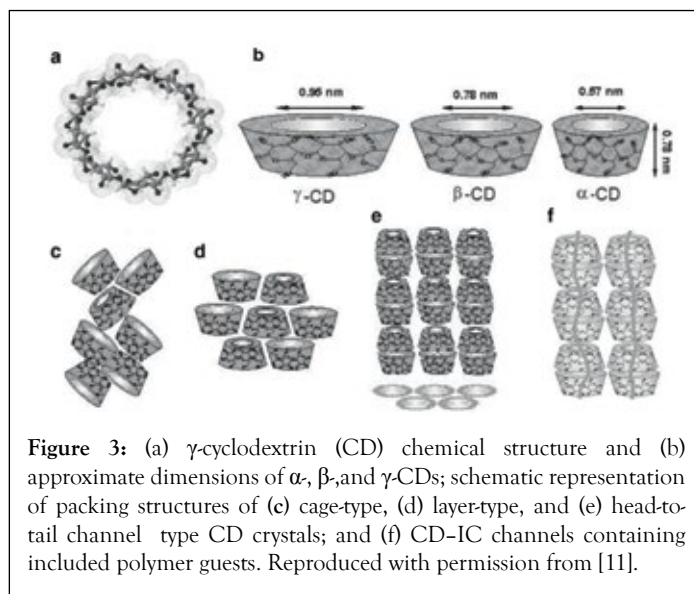 a
b
0.95 nm
0.78 nm
0.57 nm
0.78 nm
γ-CD
β-CD
α-CD
c
d
e
f
Figure 3: (a) γ-cyclodextrin (CD) chemical structure and (b)
approximate dimensions of α-, β-,and γ-CDs; schematic representation
of packing structures of (c) cage-type, (d) layer-type, and (e) head-to-
tail channel type CD crystals; and (f) CD–IC channels containing
included polymer guests. Reproduced with permission from [11].